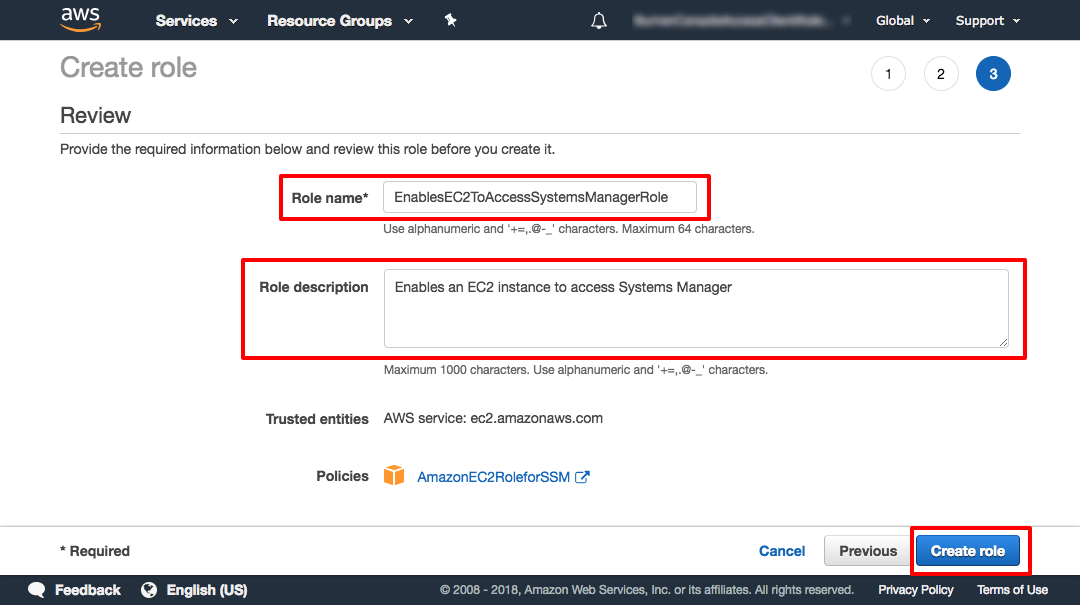 aws Services Resource Groups Global Support
Create role
1 2 3
Review
Provide the required information below and review this role before you create it.
Role name* EnablesEC2ToAccessSystemsManagerRole
Use alphanumeric and '+=,.@-_' characters. Maximum 64 characters.
Role description Enables an EC2 instance to access Systems Manager
Maximum 1000 characters. Use alphanumeric and '+=,.@-_' characters.
Trusted entities AWS service: ec2.amazonaws.com
Policies AmazonEC2RoleforSSM
* Required Cancel Previous Create role
Feedback English (US) © 2008 - 2018, Amazon Web Services, Inc. or its affiliates. All rights reserved. Privacy Policy Terms of Use